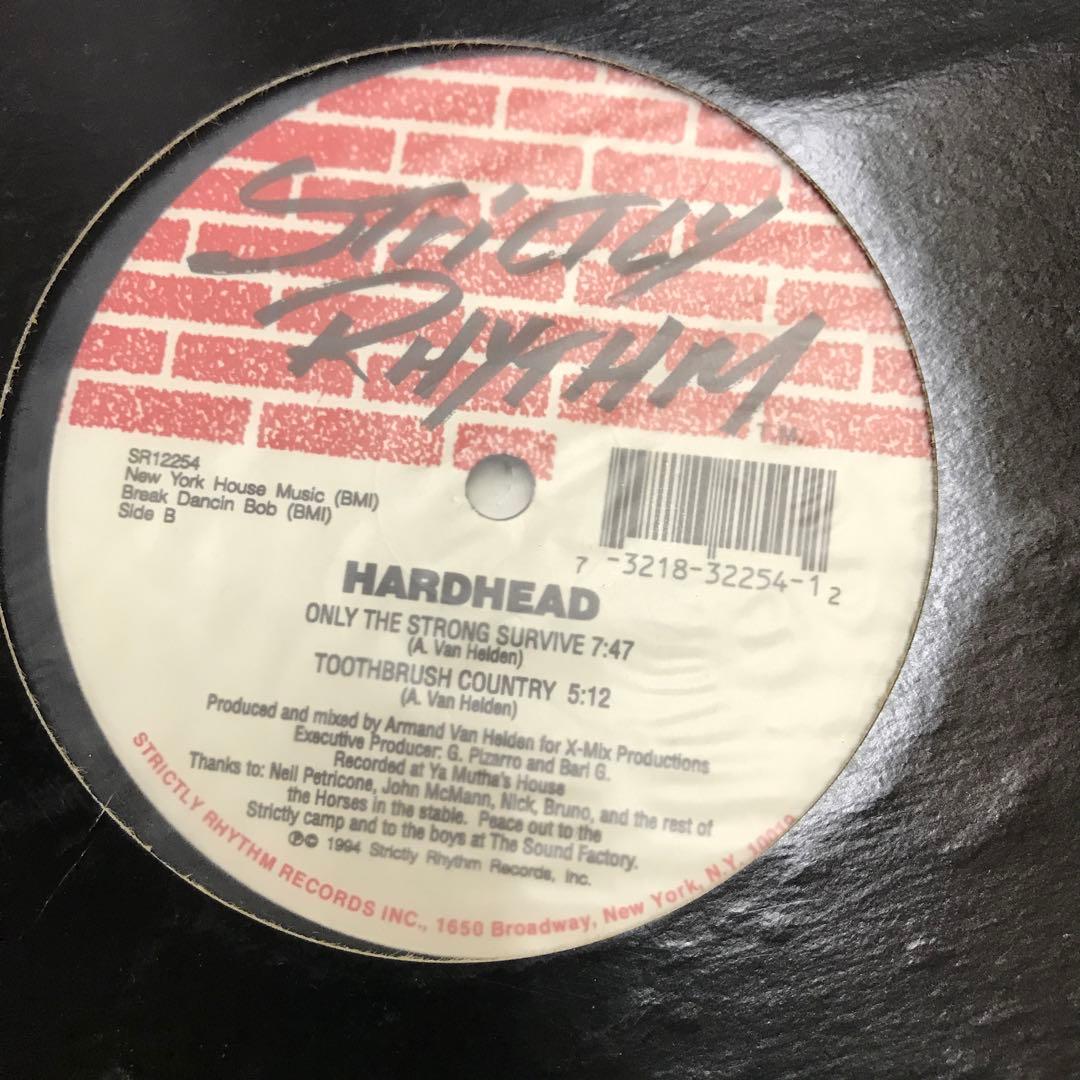 STRICTLY
RHYTHM
T.M.
SR12254
New York House Music (BMI)
Break Dancin Bob (BMI)
Side B
7 -3218-32254-1 2
HARDHEAD
ONLY THE STRONG SURVIVE 7:47
(A. Van Helden)
TOOTHBRUSH COUNTRY 5:12
(A. Van Helden)
Produced and mixed by Armand Van Helden for X-Mix Productions
Executive Producer: G. Pizarro and Bari G.
Recorded at Ya Mutha's House
Thanks to: Neil Petricone, John McMann, Nick, Bruno, and the rest of
the Horses in the stable. Peace out to the
Strictly camp and to the boys at The Sound Factory.
℗© 1994 Strictly Rhythm Records, Inc.
STRICTLY RHYTHM RECORDS INC., 1650 Broadway, New York, N.Y. 10019